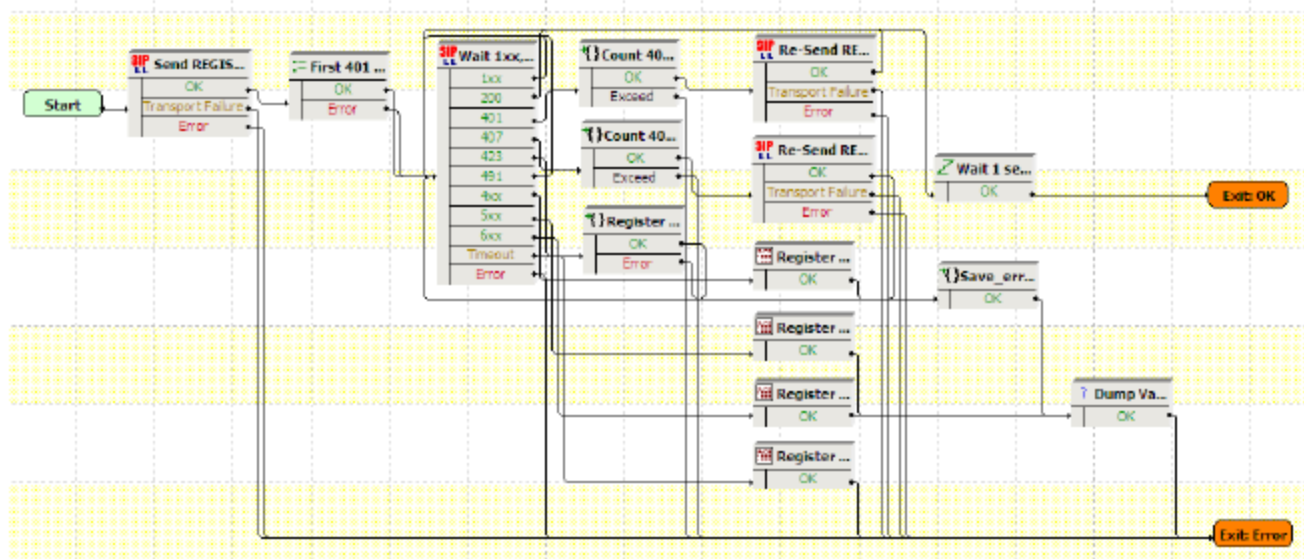 Start
Send REGIS...
OK
Transport Failure
Error
First 401 ...
OK
Error
Wait 1xx,...
1xx
200
401
407
423
491
4xx
5xx
6xx
Timeout
Error
{}Count 40...
OK
Exceed
{}Count 40...
OK
Exceed
{}Register ...
OK
Error
Re-Send RE...
OK
Transport Failure
Error
Re-Send RE...
OK
Transport Failure
Error
Register ...
OK
Register ...
OK
Register ...
OK
Register ...
OK
Wait 1 se...
OK
{}Save_err...
OK
? Dump Va...
OK
Exit: OK
Exit: Error